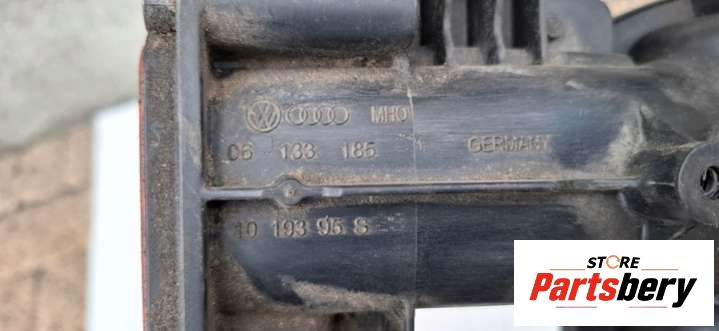 MHO
06 133 185
GERMANY
10 193 95 S
STORE
Partsbery